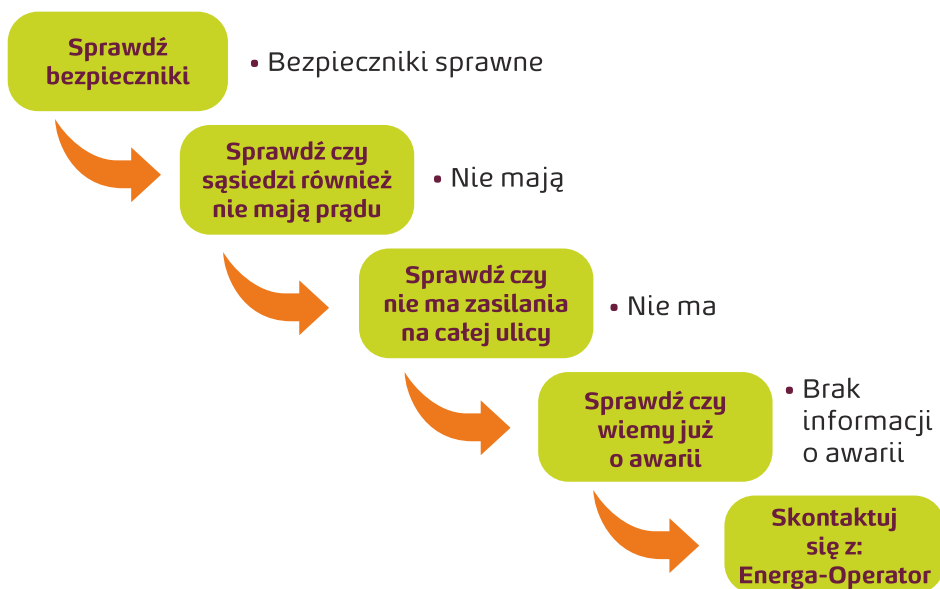 Sprawdź
bezpieczniki
• Bezpieczniki sprawne
Sprawdź czy
sąsiedzi również
nie mają prądu
• Nie mają
Sprawdź czy
nie ma zasilania
na całej ulicy
• Nie ma
Sprawdź czy
wiemy już
o awarii
• Brak
informacji
o awarii
Skontaktuj
się z:
Energa-Operator